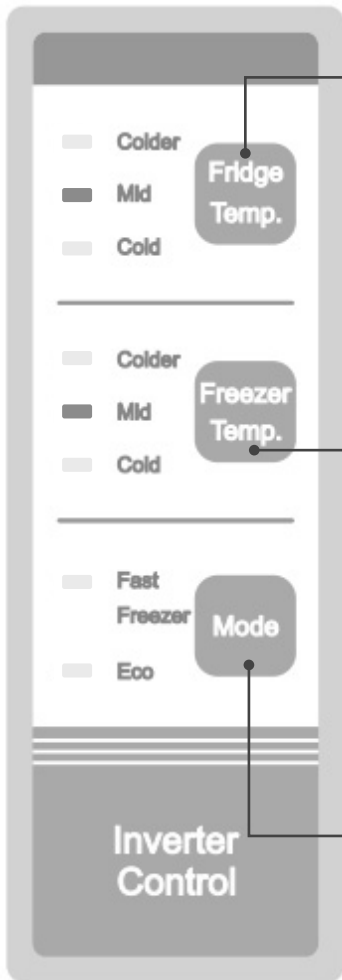 Colder
Mid
Cold
Fridge
Temp.
Colder
Mid
Cold
Freezer
Temp.
Fast
Freezer
Eco
Mode
Inverter
Control